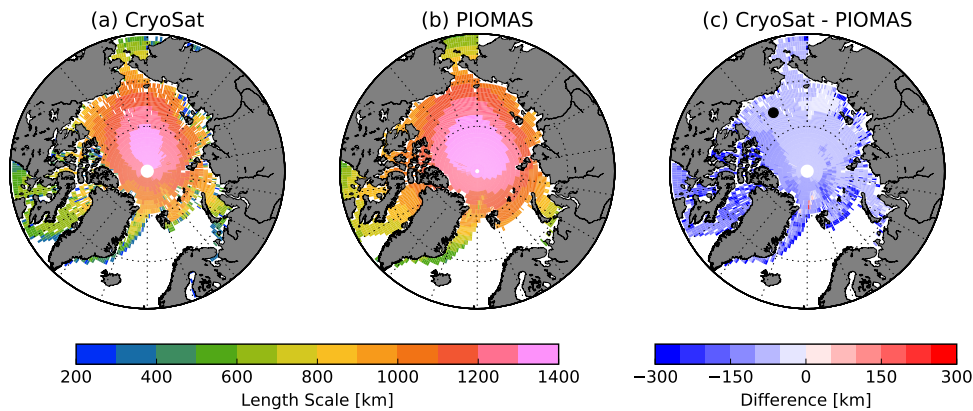 (a) CryoSat
(b) PIOMAS
(c) CryoSat - PIOMAS
200 400 600 800 1000 1200 1400
Length Scale [km]
−300 −150 0 150 300
Difference [km]